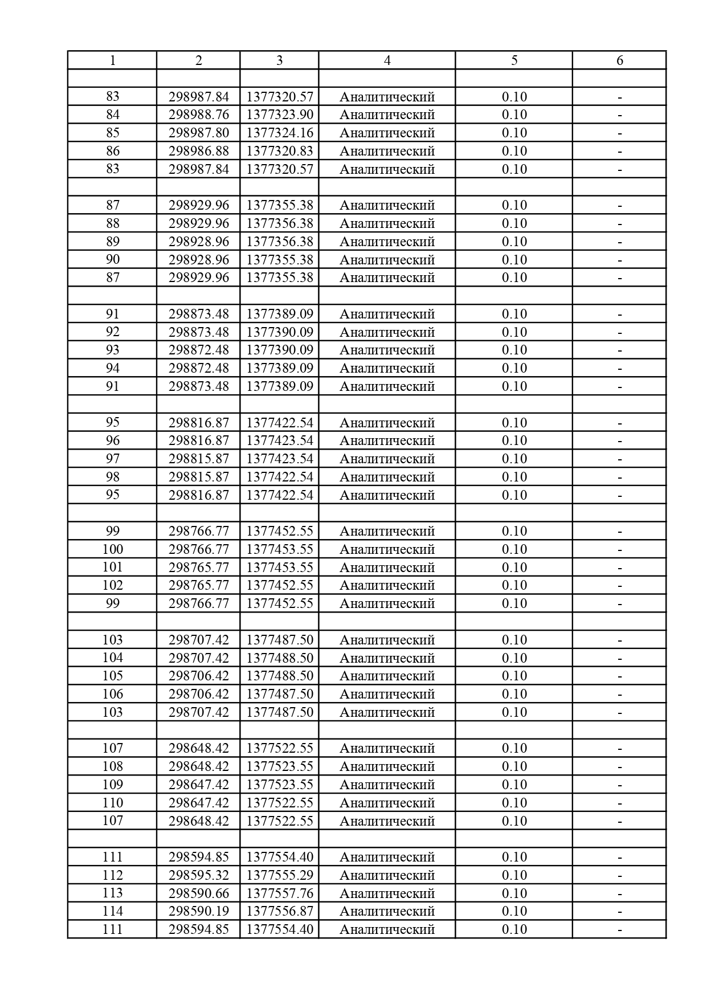 1 2 3 4 5 6
83 298987.84 1377320.57 Аналитический 0.10 -
84 298988.76 1377323.90 Аналитический 0.10 -
85 298987.80 1377324.16 Аналитический 0.10 -
86 298986.88 1377320.83 Аналитический 0.10 -
83 298987.84 1377320.57 Аналитический 0.10 -
87 298929.96 1377355.38 Аналитический 0.10 -
88 298929.96 1377356.38 Аналитический 0.10 -
89 298928.96 1377356.38 Аналитический 0.10 -
90 298928.96 1377355.38 Аналитический 0.10 -
87 298929.96 1377355.38 Аналитический 0.10 -
91 298873.48 1377389.09 Аналитический 0.10 -
92 298873.48 1377390.09 Аналитический 0.10 -
93 298872.48 1377390.09 Аналитический 0.10 -
94 298872.48 1377389.09 Аналитический 0.10 -
91 298873.48 1377389.09 Аналитический 0.10 -
95 298816.87 1377422.54 Аналитический 0.10 -
96 298816.87 1377423.54 Аналитический 0.10 -
97 298815.87 1377423.54 Аналитический 0.10 -
98 298815.87 1377422.54 Аналитический 0.10 -
95 298816.87 1377422.54 Аналитический 0.10 -
99 298766.77 1377452.55 Аналитический 0.10 -
100 298766.77 1377453.55 Аналитический 0.10 -
101 298765.77 1377453.55 Аналитический 0.10 -
102 298765.77 1377452.55 Аналитический 0.10 -
99 298766.77 1377452.55 Аналитический 0.10 -
103 298707.42 1377487.50 Аналитический 0.10 -
104 298707.42 1377488.50 Аналитический 0.10 -
105 298706.42 1377488.50 Аналитический 0.10 -
106 298706.42 1377487.50 Аналитический 0.10 -
103 298707.42 1377487.50 Аналитический 0.10 -
107 298648.42 1377522.55 Аналитический 0.10 -
108 298648.42 1377523.55 Аналитический 0.10 -
109 298647.42 1377523.55 Аналитический 0.10 -
110 298647.42 1377522.55 Аналитический 0.10 -
107 298648.42 1377522.55 Аналитический 0.10 -
111 298594.85 1377554.40 Аналитический 0.10 -
112 298595.32 1377555.29 Аналитический 0.10 -
113 298590.66 1377557.76 Аналитический 0.10 -
114 298590.19 1377556.87 Аналитический 0.10 -
111 298594.85 1377554.40 Аналитический 0.10 -